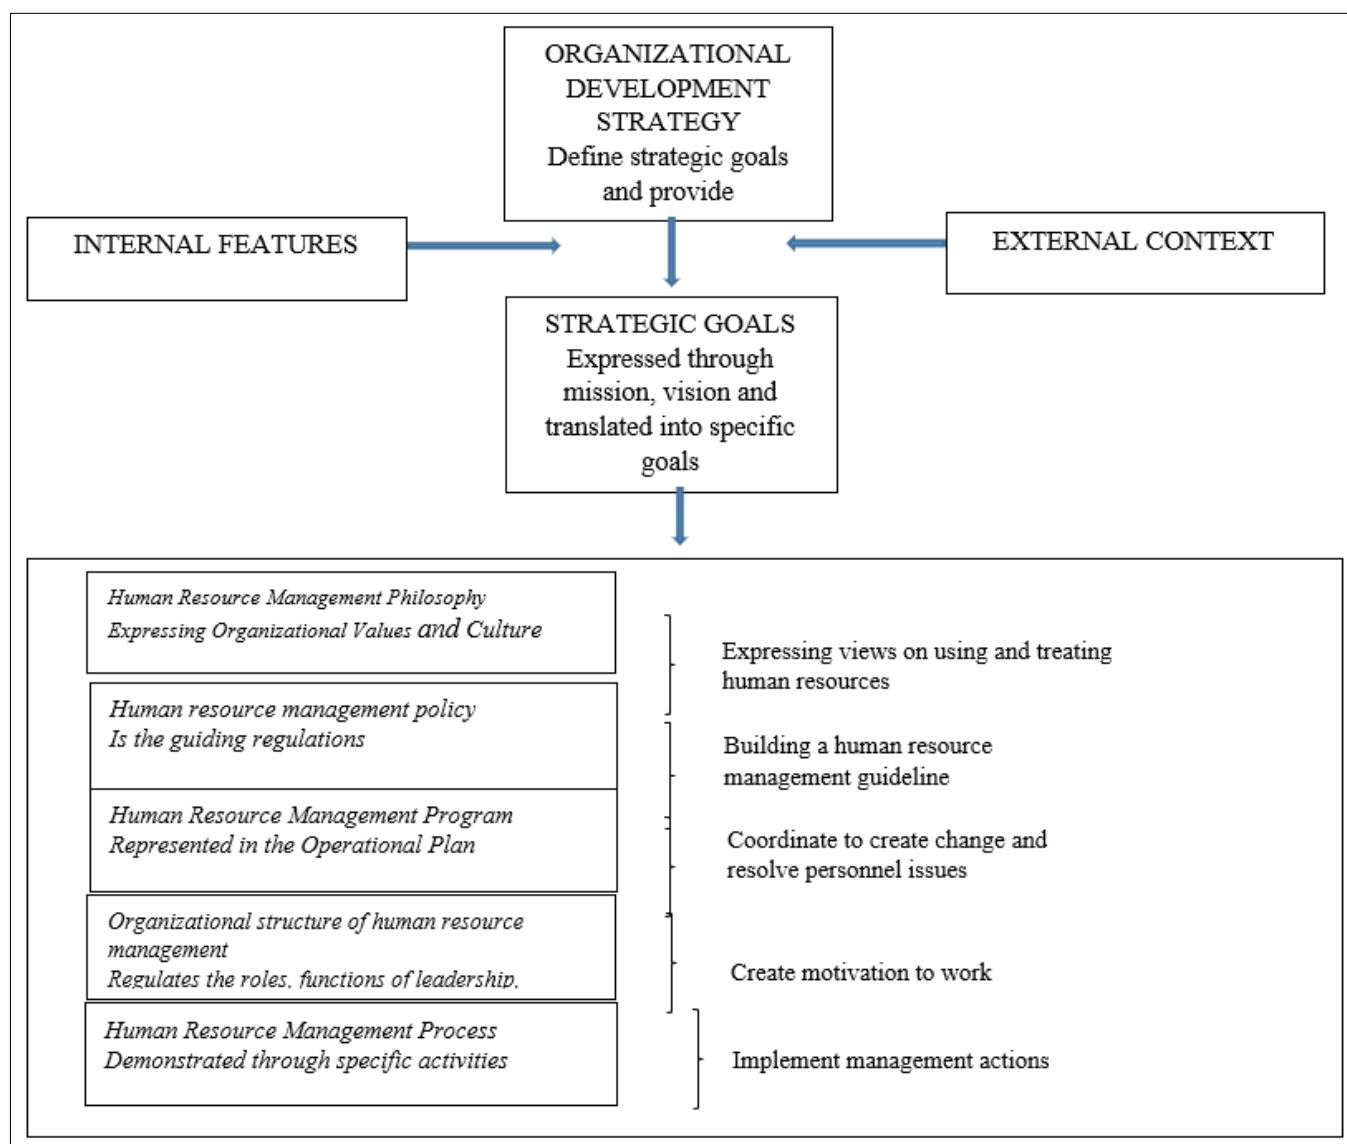 ORGANIZATIONAL
DEVELOPMENT
STRATEGY
Define strategic goals
and provide
INTERNAL FEATURES
EXTERNAL CONTEXT
STRATEGIC GOALS
Expressed through
mission, vision and
translated into specific
goals
Human Resource Management Philosophy
Expressing Organizational Values and Culture
Expressing views on using and treating
human resources
Human resource management policy
Is the guiding regulations
Building a human resource
management guideline
Human Resource Management Program
Represented in the Operational Plan
Coordinate to create change and
resolve personnel issues
Organizational structure of human resource
management
Regulates the roles, functions of leadership,
Create motivation to work
Human Resource Management Process
Demonstrated through specific activities
Implement management actions